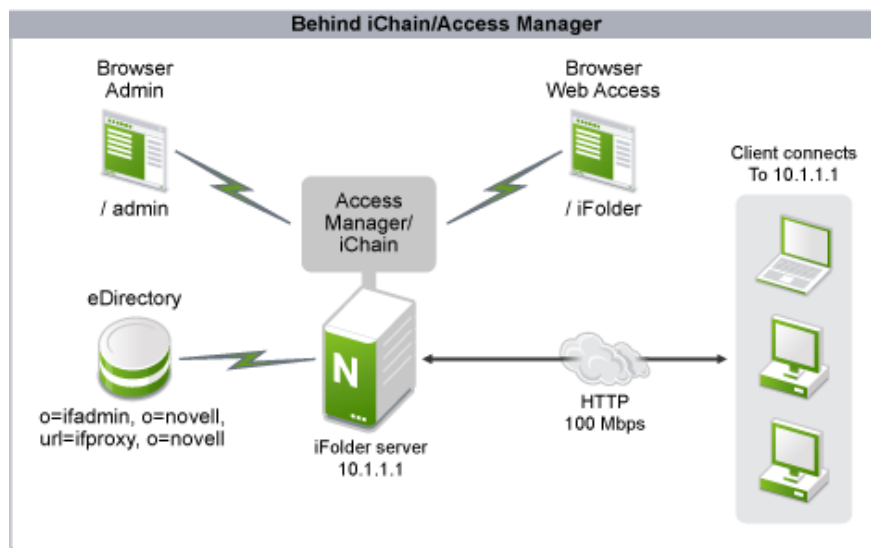 Behind iChain/Access Manager
Browser
Admin
/ admin
Browser
Web Access
/ iFolder
Access
Manager/
iChain
Client connects
To 10.1.1.1
eDirectory
o=ifadmin, o=novell,
url=ifproxy, o=novell
N
iFolder server
10.1.1.1
HTTP
100 Mbps